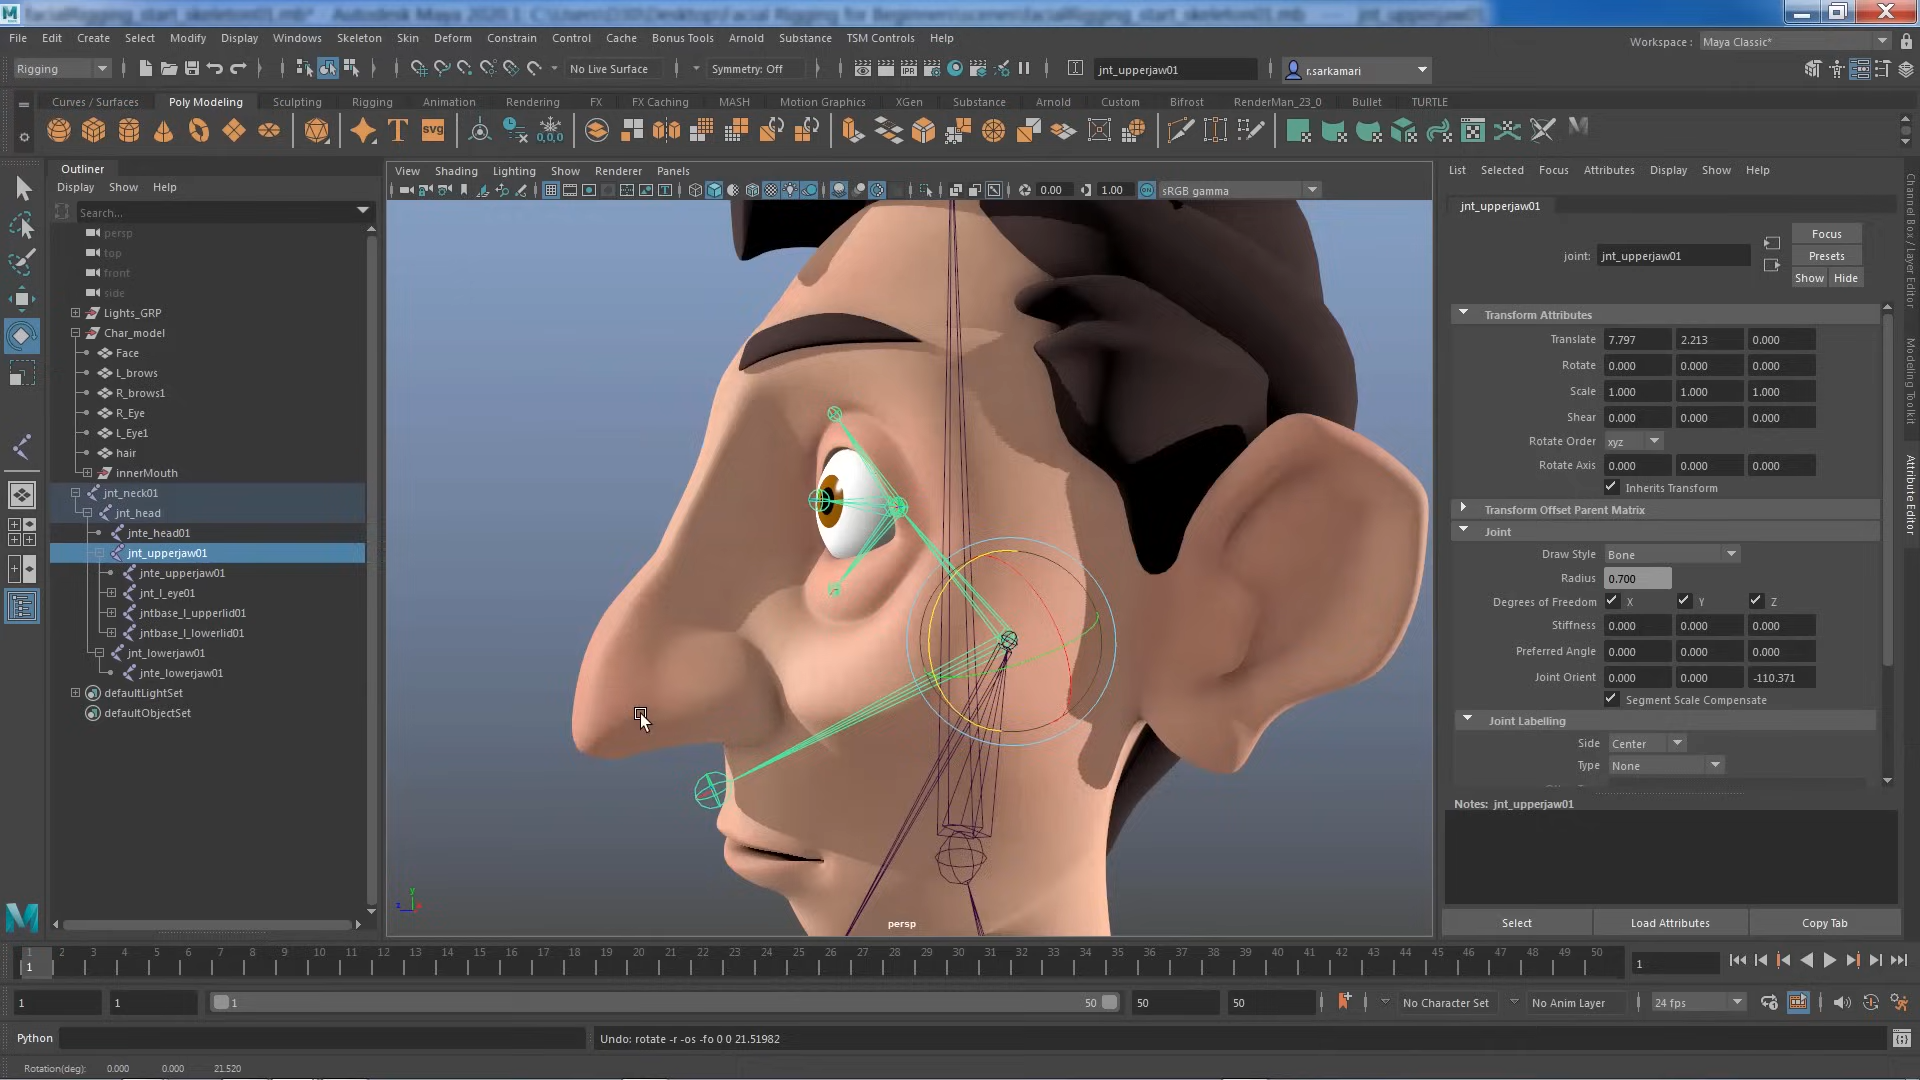 File Edit Create Select Modify Display Windows Skeleton Skin Deform Constrain Control Cache Bonus Tools Arnold Substance TSM Controls Help
Workspace : Maya Classic*
Rigging No Live Surface Symmetry: Off jnt_upperjaw01 r.sarkamari
Curves / Surfaces Poly Modeling Sculpting Rigging Animation Rendering FX FX Caching MASH Motion Graphics XGen Substance Arnold Custom Bifrost RenderMan_23_0 Bullet TURTLE
T svg 0,0,0
Outliner
Display Show Help
Search...
persp
top
front
side
Lights_GRP
Char_model
Face
L_brows
R_brows1
R_Eye
L_Eye1
hair
innerMouth
jnt_neck01
jnt_head
jnte_head01
jnt_upperjaw01
jnte_upperjaw01
jnt_l_eye01
jntbase_l_upperlid01
jntbase_l_lowerlid01
jnt_lowerjaw01
jnte_lowerjaw01
defaultLightSet
defaultObjectSet
View Shading Lighting Show Renderer Panels
0.00 1.00 sRGB gamma
persp
List Selected Focus Attributes Display Show Help
jnt_upperjaw01
joint: jnt_upperjaw01
Focus
Presets
Show Hide
Transform Attributes
Translate 7.797 2.213 0.000
Rotate 0.000 0.000 0.000
Scale 1.000 1.000 1.000
Shear 0.000 0.000 0.000
Rotate Order xyz
Rotate Axis 0.000 0.000 0.000
Inherits Transform
Transform Offset Parent Matrix
Joint
Draw Style Bone
Radius 0.700
Degrees of Freedom X Y Z
Stiffness 0.000 0.000 0.000
Preferred Angle 0.000 0.000 0.000
Joint Orient 0.000 0.000 -110.371
Segment Scale Compensate
Joint Labelling
Side Center
Type None
Notes: jnt_upperjaw01
Select Load Attributes Copy Tab
Channel Box / Layer Editor
Modeling Toolkit
Attribute Editor
1 2 3 4 5 6 7 8 9 10 11 12 13 14 15 16 17 18 19 20 21 22 23 24 25 26 27 28 29 30 31 32 33 34 35 36 37 38 39 40 41 42 43 44 45 46 47 48 49 50
1 1
1 1 1 50 50 50 No Character Set No Anim Layer 24 fps
Python Undo: rotate -r -os -fo 0 0 21.51982
Rotation(deg): 0.000 0.000 21.520